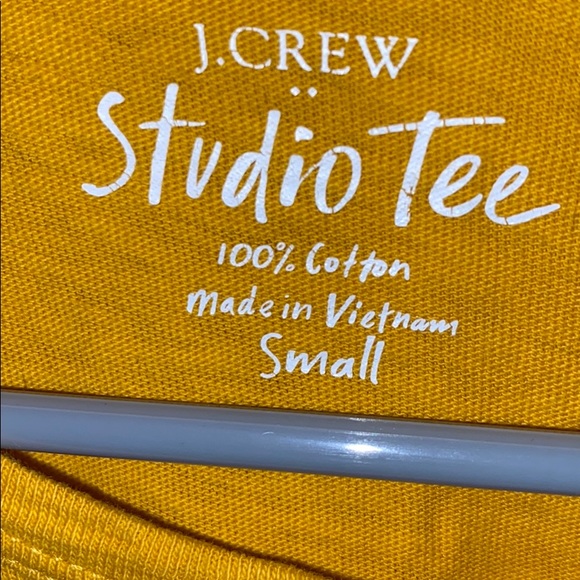 J.CREW
Studio Tee
100% Cotton
made in Vietnam
Small